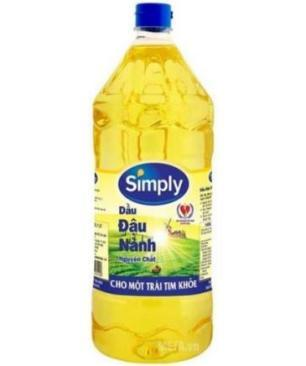 Simply
Dầu
Đậu
Nành
Nguyên Chất
CHO MỘT TRÁI TIM KHỎE